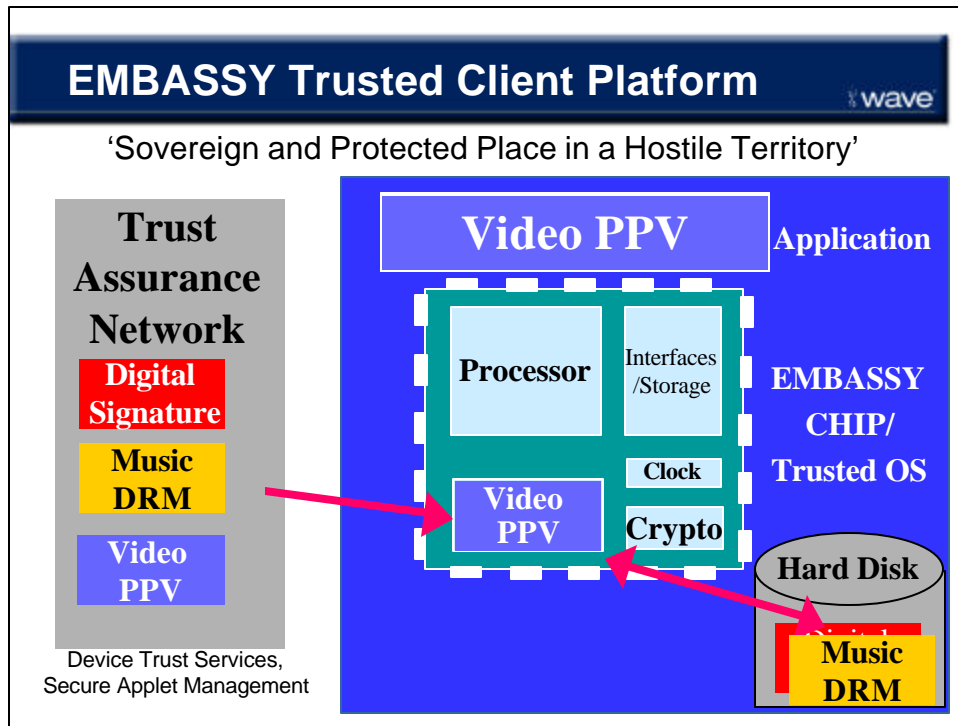 EMBASSY Trusted Client Platform
wave
‘Sovereign and Protected Place in a Hostile Territory’
Trust
Assurance
Network
Digital
Signature
Music
DRM
Video
PPV
Device Trust Services,
Secure Applet Management
Video PPV
Application
Processor
Interfaces
/Storage
Clock
Video
PPV
Crypto
EMBASSY
CHIP/
Trusted OS
Hard Disk
Music
DRM